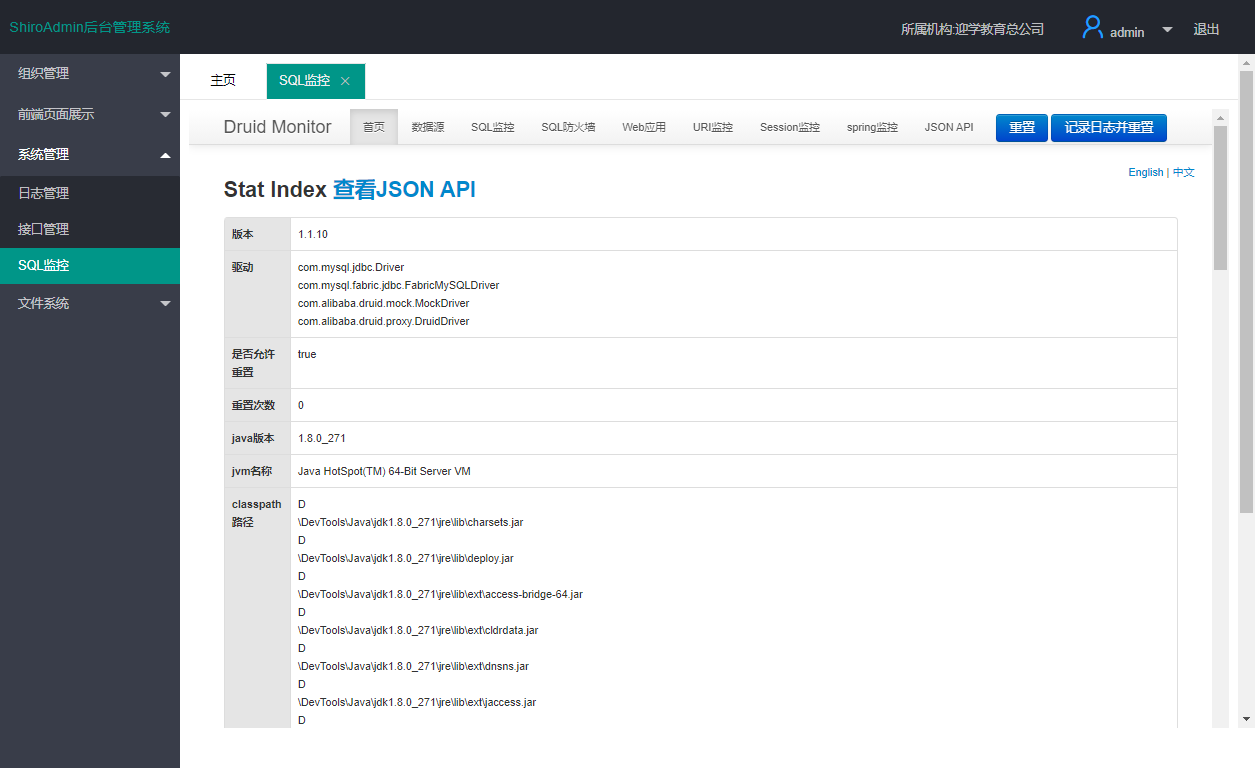 ShiroAdmin后台管理系统
所属机构:迎学教育总公司
admin
退出
组织管理
前端页面展示
系统管理
日志管理
接口管理
SQL监控
文件系统
主页
SQL监控
Druid Monitor
首页
数据源
SQL监控
SQL防火墙
Web应用
URI监控
Session监控
spring监控
JSON API
重置
记录日志并重置
English | 中文
Stat Index 查看JSON API
版本
1.1.10
驱动
com.mysql.jdbc.Driver
com.mysql.fabric.jdbc.FabricMySQLDriver
com.alibaba.druid.mock.MockDriver
com.alibaba.druid.proxy.DruidDriver
是否允许
重置
true
重置次数
0
java版本
1.8.0_271
jvm名称
Java HotSpot(TM) 64-Bit Server VM
classpath
路径
D
\DevTools\Java\jdk1.8.0_271\jre\lib\charsets.jar
D
\DevTools\Java\jdk1.8.0_271\jre\lib\deploy.jar
D
\DevTools\Java\jdk1.8.0_271\jre\lib\ext\access-bridge-64.jar
D
\DevTools\Java\jdk1.8.0_271\jre\lib\ext\cldrdata.jar
D
\DevTools\Java\jdk1.8.0_271\jre\lib\ext\dnsns.jar
D
\DevTools\Java\jdk1.8.0_271\jre\lib\ext\jaccess.jar
D